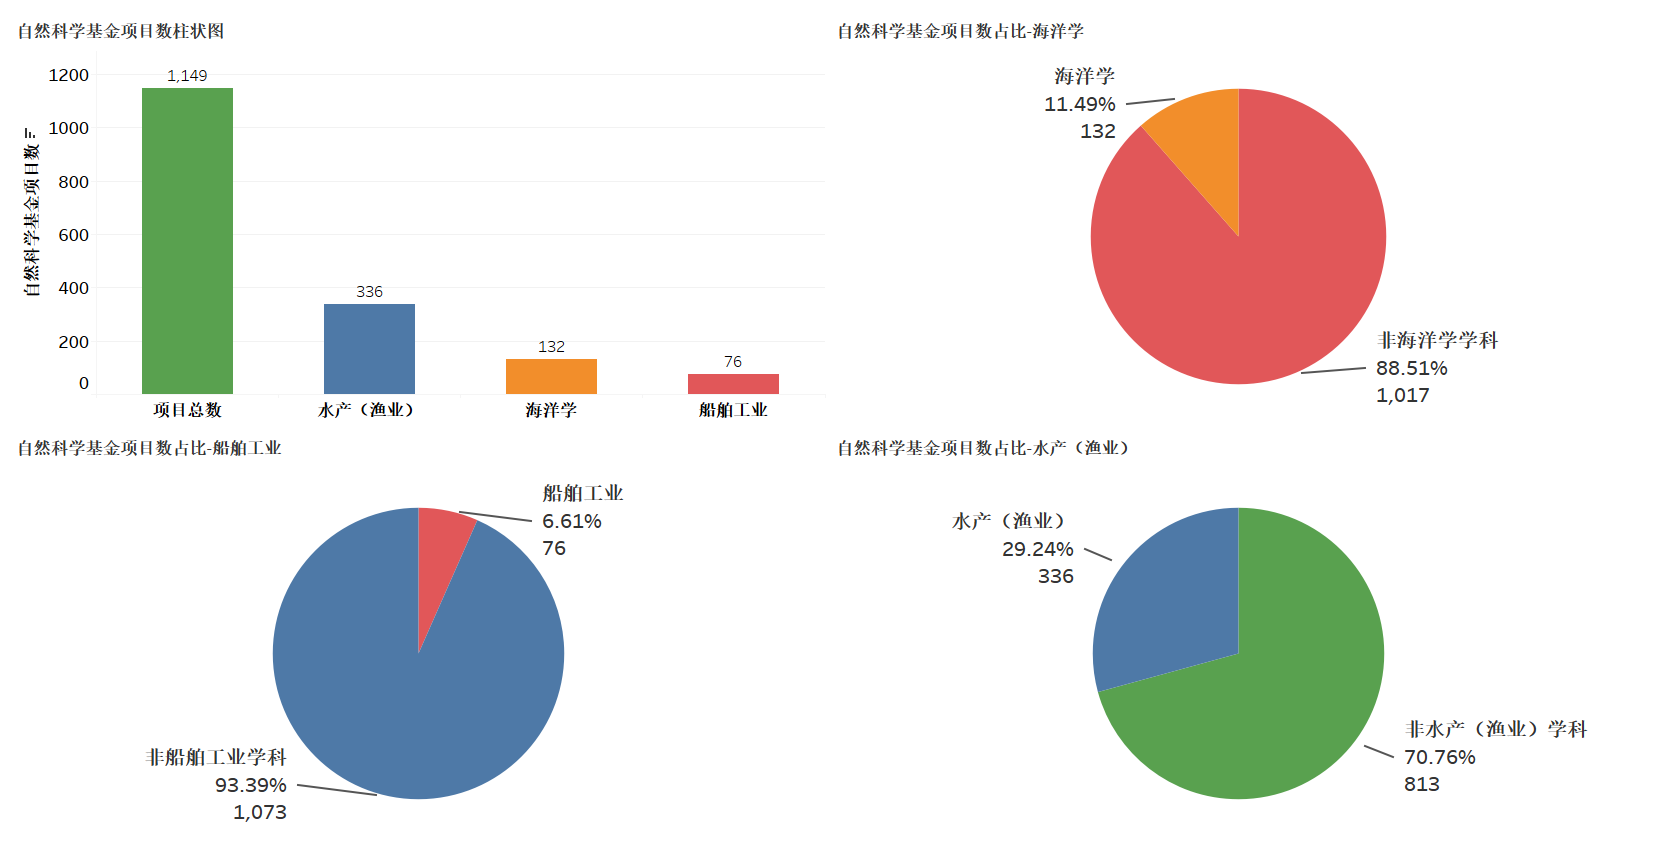 自然科学基金项目数柱状图
自然科学基金项目数
1200
1000
800
600
400
200
0
1,149
336
132
76
项目总数
水产（渔业）
海洋学
船舶工业
自然科学基金项目数占比-海洋学
海洋学
11.49%
132
非海洋学学科
88.51%
1,017
自然科学基金项目数占比-船舶工业
船舶工业
6.61%
76
非船舶工业学科
93.39%
1,073
自然科学基金项目数占比-水产（渔业）
水产（渔业）
29.24%
336
非水产（渔业）学科
70.76%
813